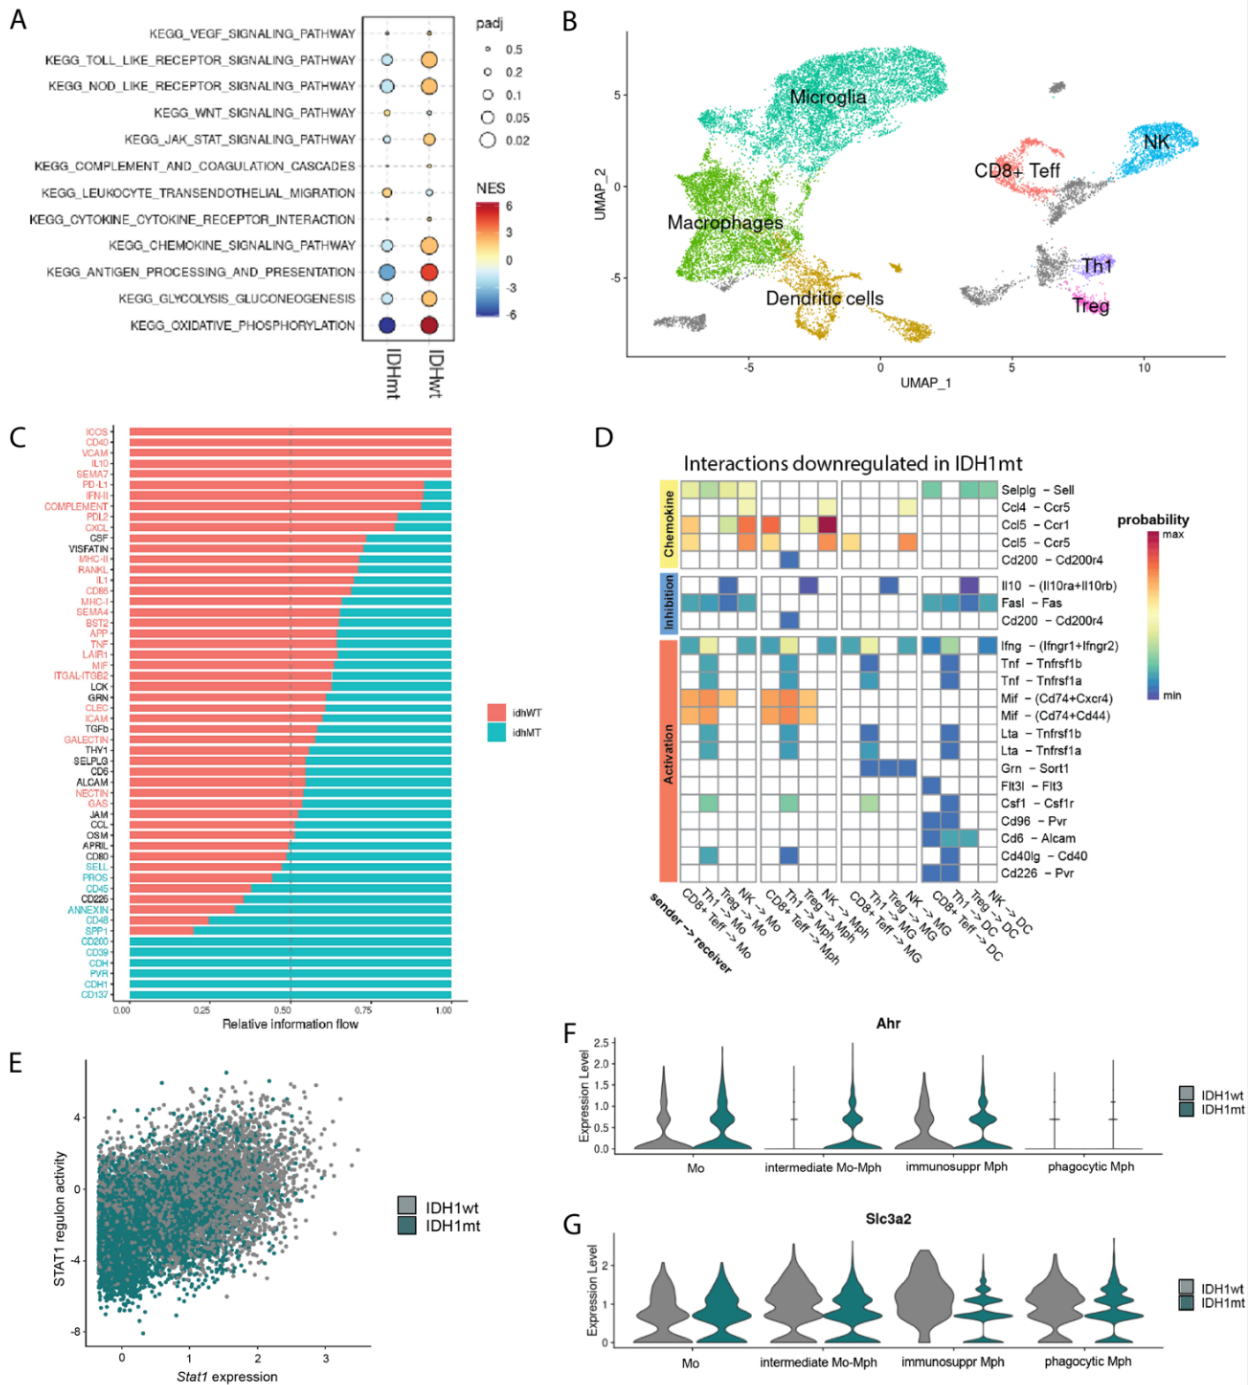 A
KEGG_VEGF_SIGNALING_PATHWAY
KEGG_TOLL_LIKE_RECEPTOR_SIGNALING_PATHWAY
KEGG_NOD_LIKE_RECEPTOR_SIGNALING_PATHWAY
KEGG_WNT_SIGNALING_PATHWAY
KEGG_JAK_STAT_SIGNALING_PATHWAY
KEGG_COMPLEMENT_AND_COAGULATION_CASCADES
KEGG_LEUKOCYTE_TRANSENDOTHELIAL_MIGRATION
KEGG_CYTOKINE_CYTOKINE_RECEPTOR_INTERACTION
KEGG_CHEMOKINE_SIGNALING_PATHWAY
KEGG_ANTIGEN_PROCESSING_AND_PRESENTATION
KEGG_GLYCOLYSIS_GLUCONEOGENESIS
KEGG_OXIDATIVE_PHOSPHORYLATION
IDHmt
IDHwt
padj
0.5
0.2
0.1
0.05
0.02
NES
6
3
0
-3
-6
B
UMAP_2
5
0
-5
Microglia
Macrophages
Dendritic cells
CD8+ Teff
NK
Th1
Treg
-5
0
5
10
UMAP_1
C
ICOS
CD40
VCAM
IL10
SEMA7
PD-L1
IFN-II
COMPLEMENT
PDL2
CXCL
CSF
VISFATIN
MHC-II
RANKL
IL1
CD86
MHC-I
SEMA4
BST2
APP
TNF
LAIR1
MIF
ITGAL-ITGB2
LCK
GRN
CLEC
ICAM
TGFb
GALECTIN
THY1
SELPLG
CD6
ALCAM
NECTIN
GAS
JAM
CCL
OSM
APRIL
CD80
SELL
PROS
CD45
CD226
ANNEXIN
CD48
SPP1
CD200
CD39
CDH
PVR
CDH1
CD137
0.00
0.25
0.50
0.75
1.00
Relative information flow
idhWT
idhMT
D
Interactions downregulated in IDH1mt
Chemokine
Selplg - Sell
Ccl4 - Ccr5
Ccl5 - Ccr1
Ccl5 - Ccr5
Cd200 - Cd200r4
Inhibition
Il10 - (Il10ra+Il10rb)
Fasl - Fas
Cd200 - Cd200r4
Activation
Ifng - (Ifngr1+Ifngr2)
Tnf - Tnfrsf1b
Tnf - Tnfrsf1a
Mif - (Cd74+Cxcr4)
Mif - (Cd74+Cd44)
Lta - Tnfrsf1b
Lta - Tnfrsf1a
Grn - Sort1
Flt3l - Flt3
Csf1 - Csf1r
Cd96 - Pvr
Cd6 - Alcam
Cd40lg - Cd40
Cd226 - Pvr
sender -> receiver
CD8+ Teff -> Mo
Th1 -> Mo
Treg -> Mo
NK -> Mo
CD8+ Teff -> Mph
Th1 -> Mph
Treg -> Mph
NK -> Mph
CD8+ Teff -> MG
Th1 -> MG
Treg -> MG
NK -> MG
CD8+ Teff -> DC
Th1 -> DC
Treg -> DC
NK -> DC
probability
max
min
E
STAT1 regulon activity
4
0
-4
-8
0
1
2
3
Stat1 expression
IDH1wt
IDH1mt
F
Ahr
Expression Level
2.5
2.0
1.5
1.0
0.5
0.0
Mo
intermediate Mo-Mph
immunosuppr Mph
phagocytic Mph
IDH1wt
IDH1mt
G
Slc3a2
Expression Level
2
1
0
Mo
intermediate Mo-Mph
immunosuppr Mph
phagocytic Mph
IDH1wt
IDH1mt